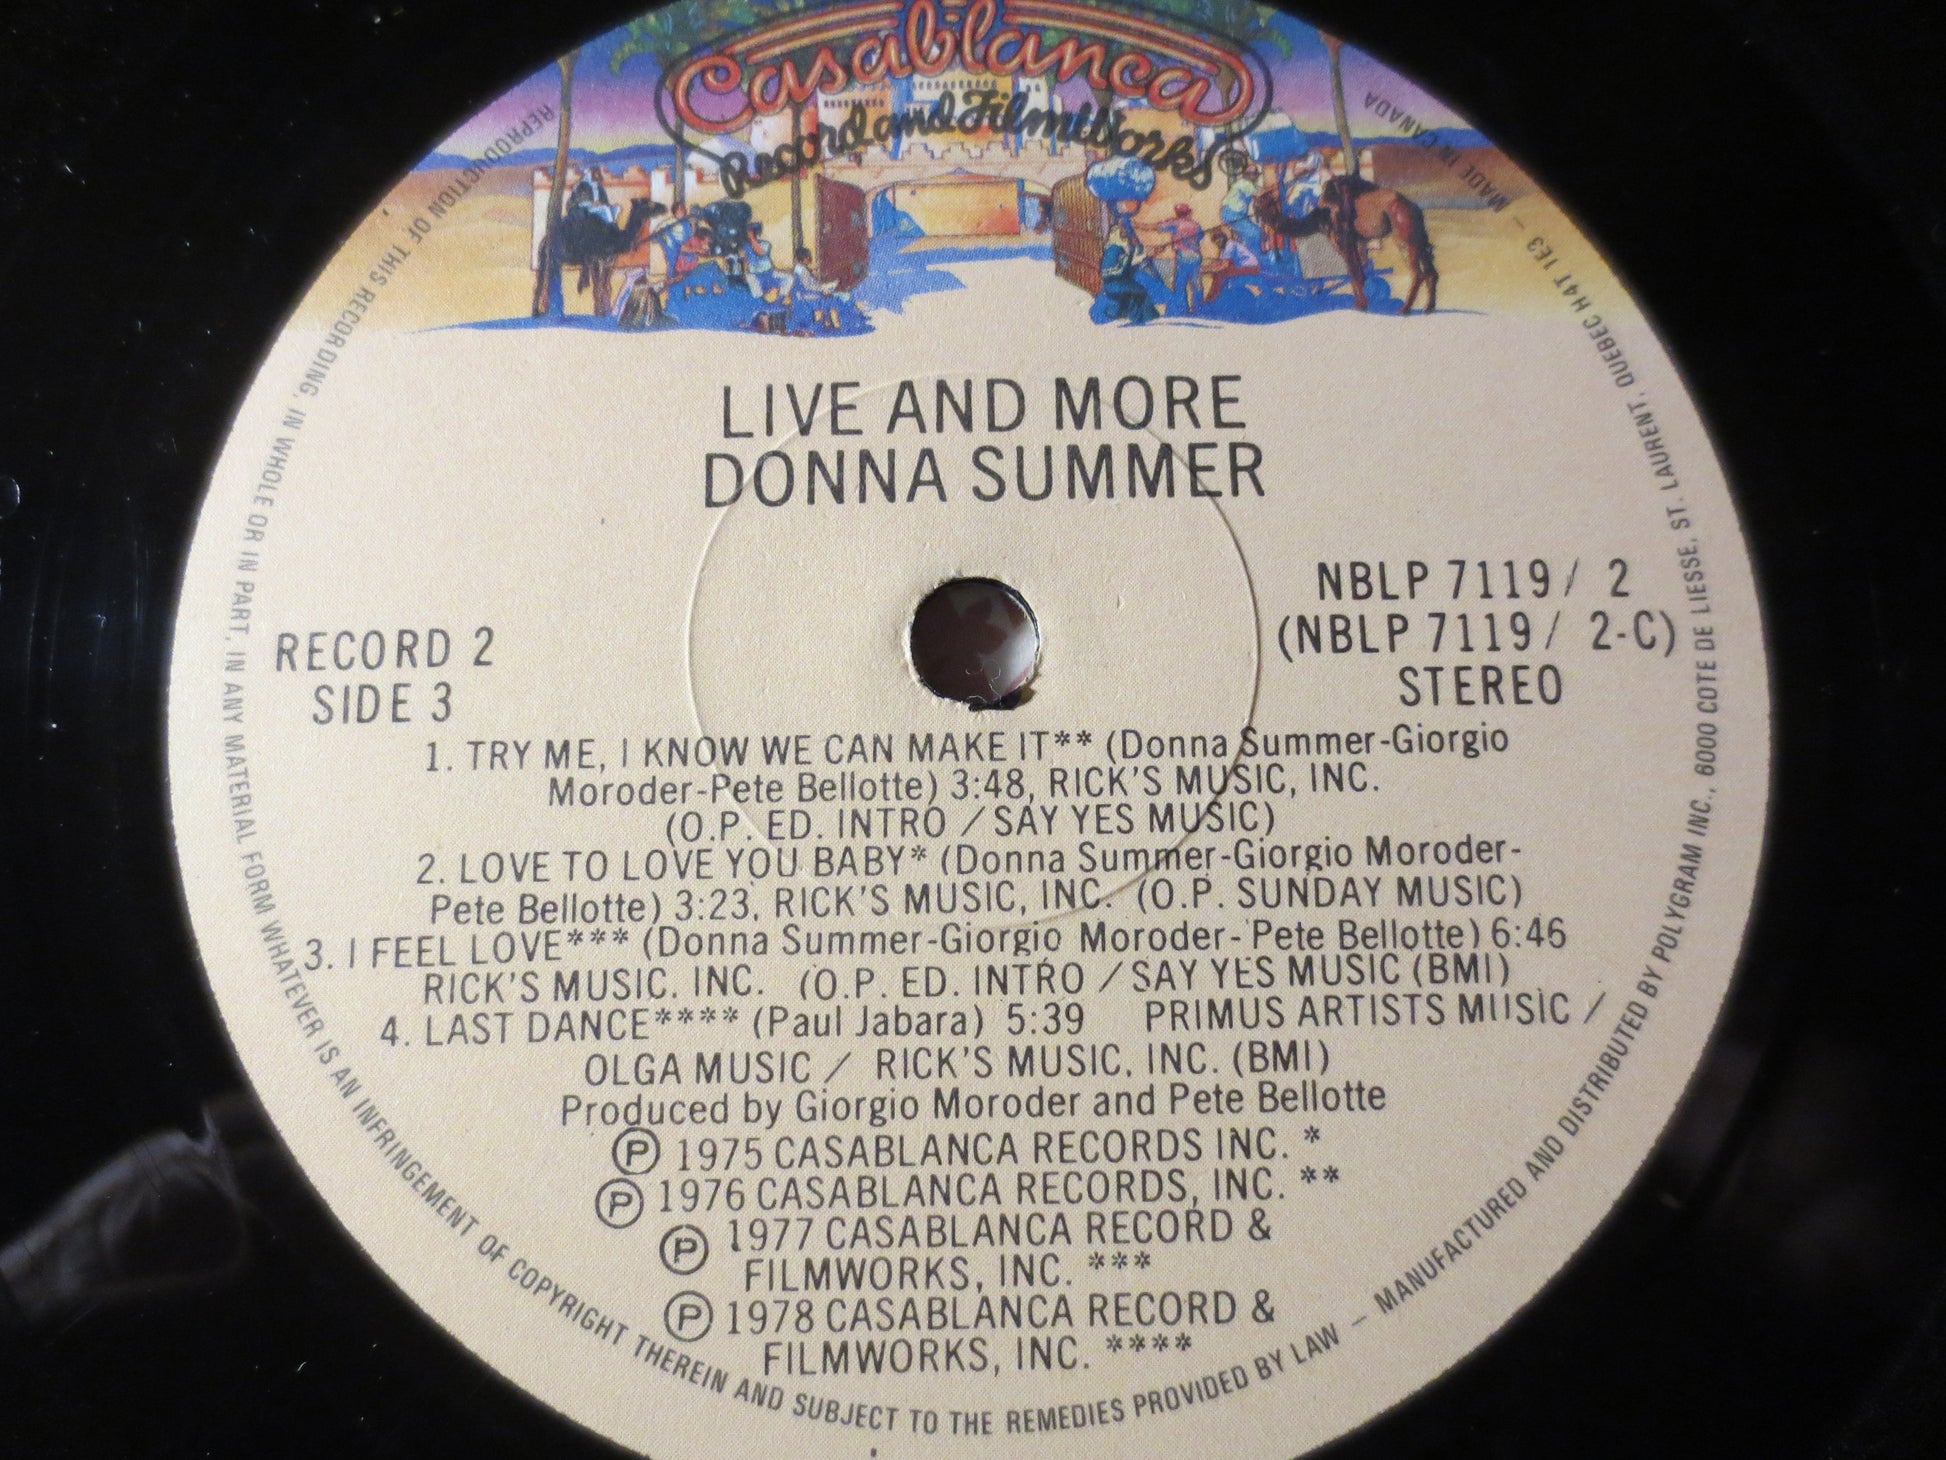 Casablanca
Record and FilmWorks®
LIVE AND MORE
DONNA SUMMER
NBLP 7119/ 2
(NBLP 7119/ 2-C)
STEREO
RECORD 2
SIDE 3
1. TRY ME, I KNOW WE CAN MAKE IT** (Donna Summer-Giorgio
Moroder-Pete Bellotte) 3:48, RICK'S MUSIC, INC.
(O.P. ED. INTRO / SAY YES MUSIC)
2. LOVE TO LOVE YOU BABY* (Donna Summer-Giorgio Moroder-
Pete Bellotte) 3:23, RICK'S MUSIC, INC. (O.P. SUNDAY MUSIC)
3. I FEEL LOVE*** (Donna Summer-Giorgio Moroder- Pete Bellotte) 6:46
RICK'S MUSIC. INC. (O.P. ED. INTRO / SAY YES MUSIC (BMI)
4. LAST DANCE**** (Paul Jabara) 5:39 PRIMUS ARTISTS MUSIC /
OLGA MUSIC / RICK'S MUSIC, INC. (BMI)
Produced by Giorgio Moroder and Pete Bellotte
Ⓟ 1975 CASABLANCA RECORDS INC. *
Ⓟ 1976 CASABLANCA RECORDS, INC. **
Ⓟ 1977 CASABLANCA RECORD &
FILMWORKS, INC. ***
Ⓟ 1978 CASABLANCA RECORD &
FILMWORKS, INC. ****
REPRODUCTION OF THIS RECORDING, IN WHOLE OR IN PART, IN ANY MATERIAL FORM WHATEVER IS AN INFRINGEMENT OF COPYRIGHT THEREIN AND SUBJECT TO THE REMEDIES PROVIDED BY LAW – MANUFACTURED AND DISTRIBUTED BY POLYGRAM INC., 6000 COTE DE LIESSE, ST. LAURENT, QUEBEC H4T 1E3 – MADE IN CANADA